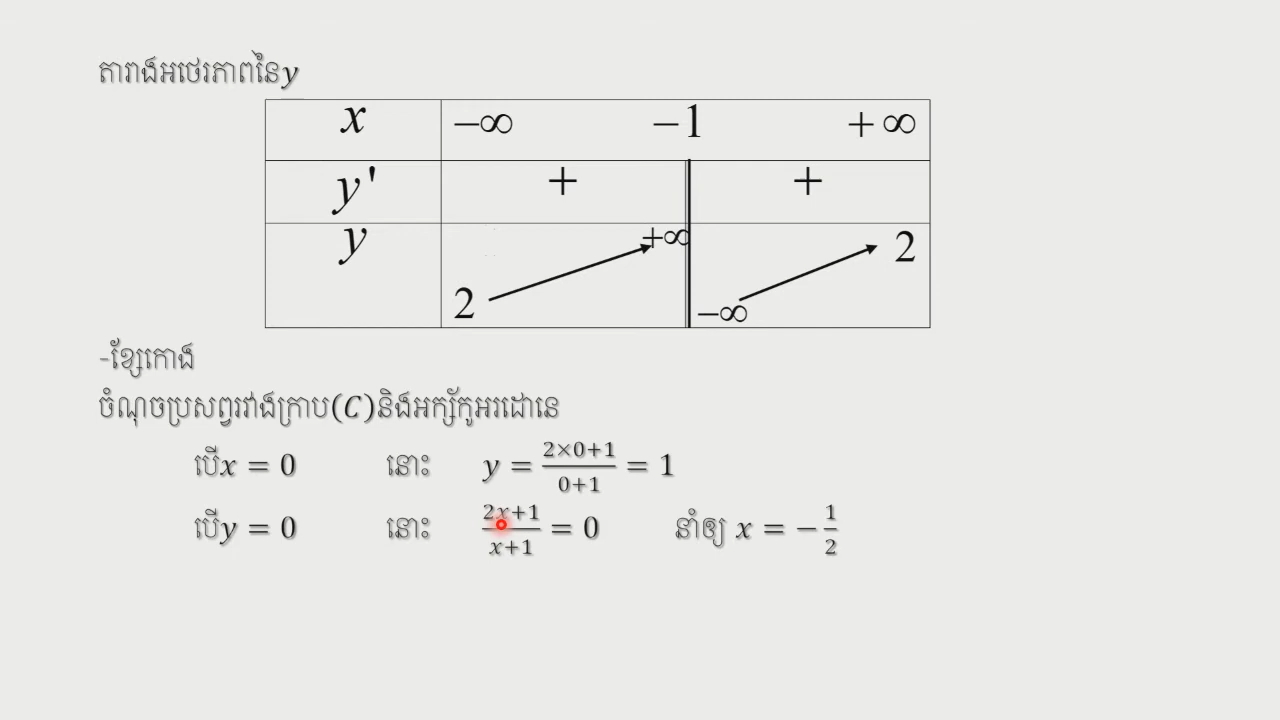 តារាងអថេរភាពនៃy
x −∞ −1 +∞
y' + +
y 2 +∞ −∞ 2
-ខ្សែកោង
ចំណុចប្រសព្វរវាងក្រាប(C)និងអក្ស័កូអរដោនេ
បើx = 0 នោះ y = \frac{2×0+1}{0+1} = 1
បើy = 0 នោះ \frac{2x+1}{x+1} = 0 នាំឲ្យ x = −\frac{1}{2}